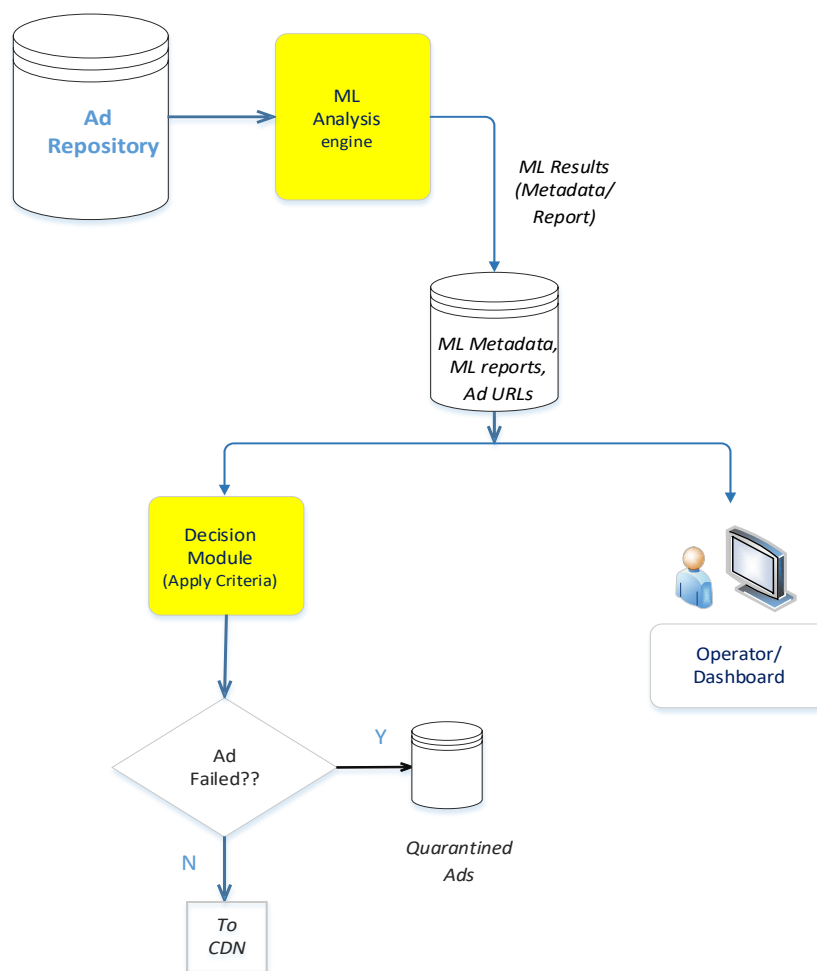 Ad
Repository
ML
Analysis
engine
ML Results
(Metadata/
Report)
ML Metadata,
ML reports,
Ad URLs
Decision
Module
(Apply Criteria)
Operator/
Dashboard
Ad
Failed??
Y
Quarantined
Ads
N
To
CDN